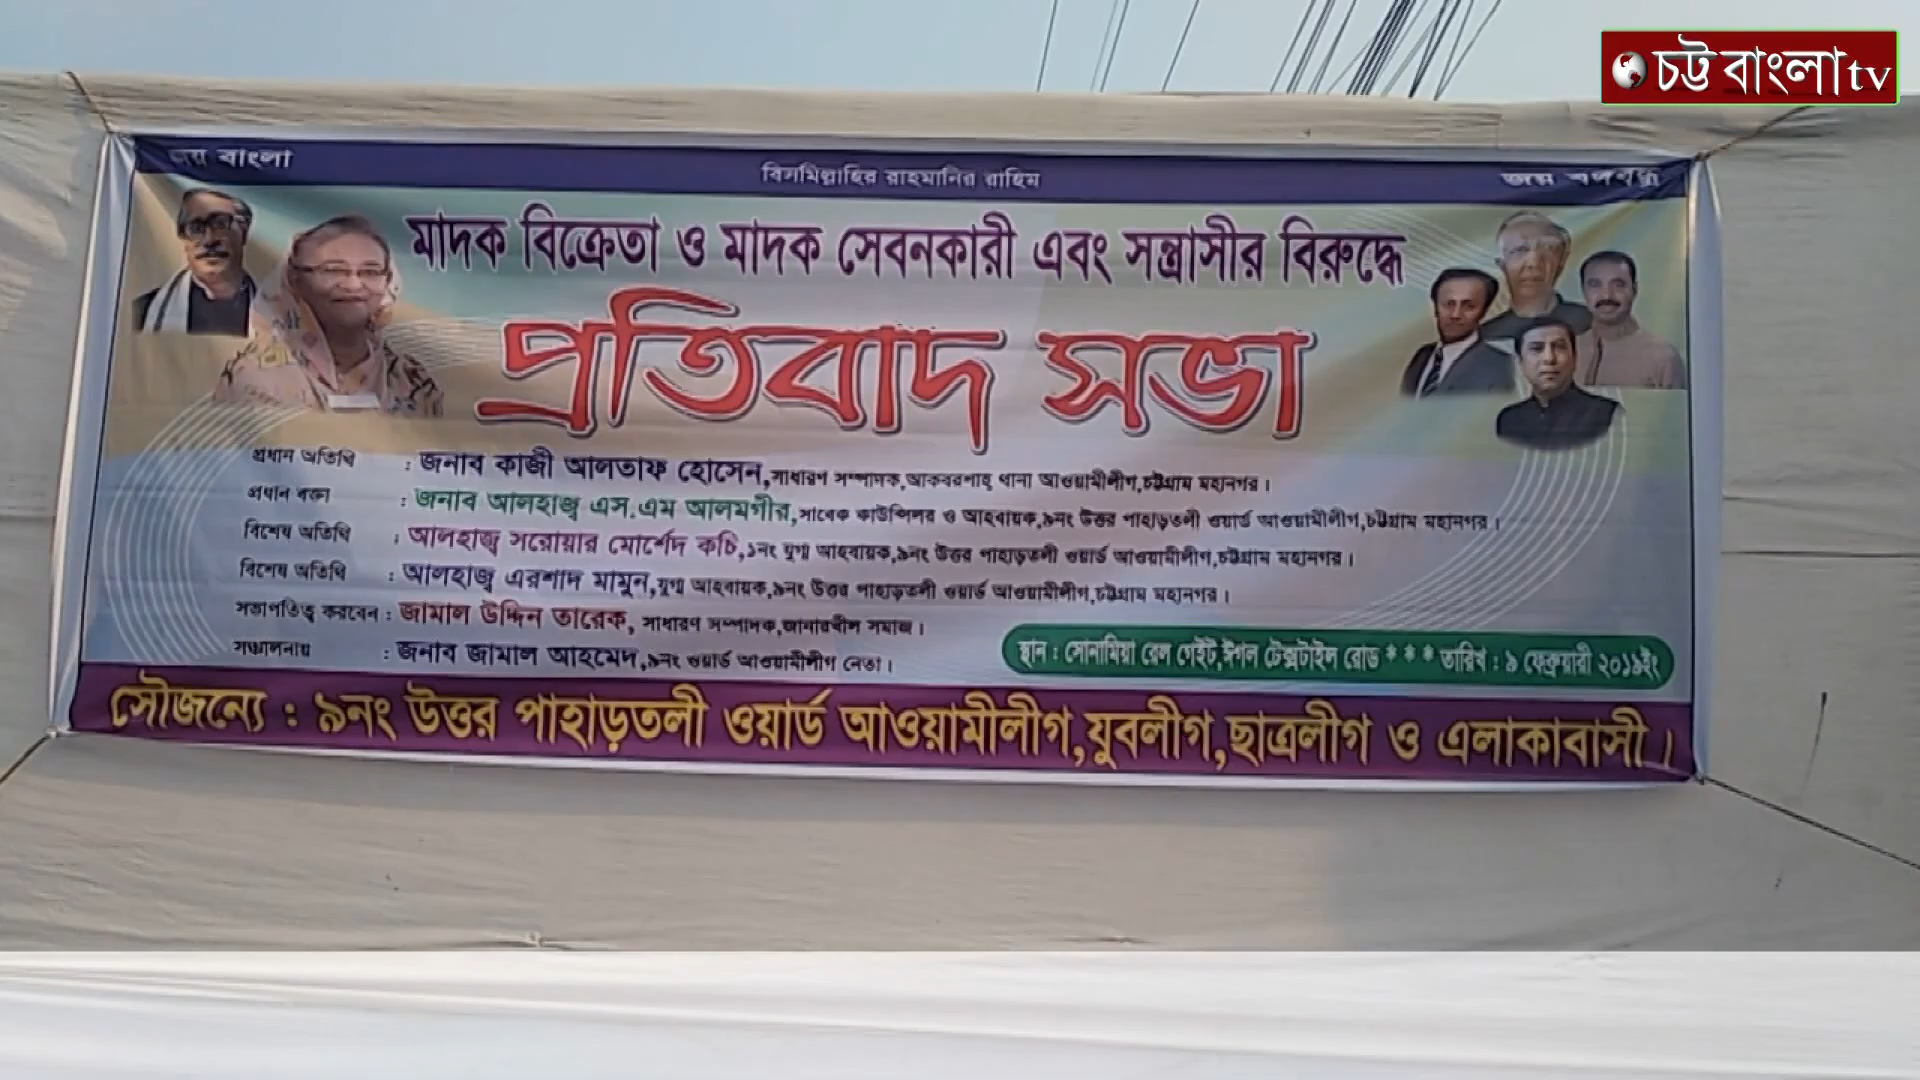 চট্ট বাংলা tv
জয় বাংলা
বিসমিল্লাহির রাহমানির রাহিম
জয় বঙ্গবন্ধু
মাদক বিক্রেতা ও মাদক সেবনকারী এবং সন্ত্রাসীর বিরুদ্ধে
প্রতিবাদ সভা
প্রধান অতিথি : জনাব কাজী আলতাফ হোসেন,সাধারণ সম্পাদক,আকবরশাহ্ থানা আওয়ামীলীগ,চট্টগ্রাম মহানগর।
প্রধান বক্তা : জনাব আলহাজ্ব এস.এম আলমগীর,সাবেক কাউন্সিলর ও আহবায়ক,৯নং উত্তর পাহাড়তলী ওয়ার্ড আওয়ামীলীগ,চট্টগ্রাম মহানগর।
বিশেষ অতিথি : আলহাজ্ব সরোয়ার মোর্শেদ কচি,১নং যুগ্ম আহবায়ক,৯নং উত্তর পাহাড়তলী ওয়ার্ড আওয়ামীলীগ,চট্টগ্রাম মহানগর।
বিশেষ অতিথি : আলহাজ্ব এরশাদ মামুন,যুগ্ম আহবায়ক,৯নং উত্তর পাহাড়তলী ওয়ার্ড আওয়ামীলীগ,চট্টগ্রাম মহানগর।
সভাপতিত্ব করবেন : জামাল উদ্দিন তারেক, সাধারণ সম্পাদক,জানারখীল সমাজ।
সঞ্চালনায় : জনাব জামাল আহমেদ,৯নং ওয়ার্ড আওয়ামীলীগ নেতা।
স্থান : সোনামিয়া রেল গেইট,ঈগল টেক্সটাইল রোড * * * তারিখ : ৯ ফেব্রুয়ারী ২০১৯ইং
সৌজন্যে : ৯নং উত্তর পাহাড়তলী ওয়ার্ড আওয়ামীলীগ,যুবলীগ,ছাত্রলীগ ও এলাকাবাসী।